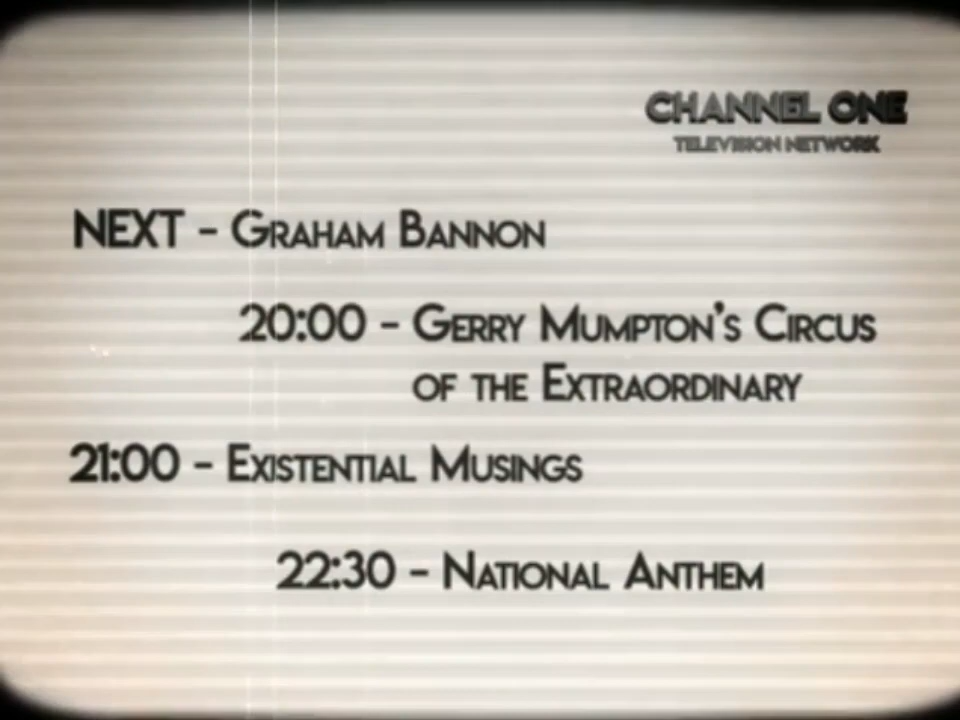 CHANNEL ONE
TELEVISION NETWORK
NEXT - GRAHAM BANNON
20:00 - GERRY MUMPTON'S CIRCUS
OF THE EXTRAORDINARY
21:00 - EXISTENTIAL MUSINGS
22:30 - NATIONAL ANTHEM